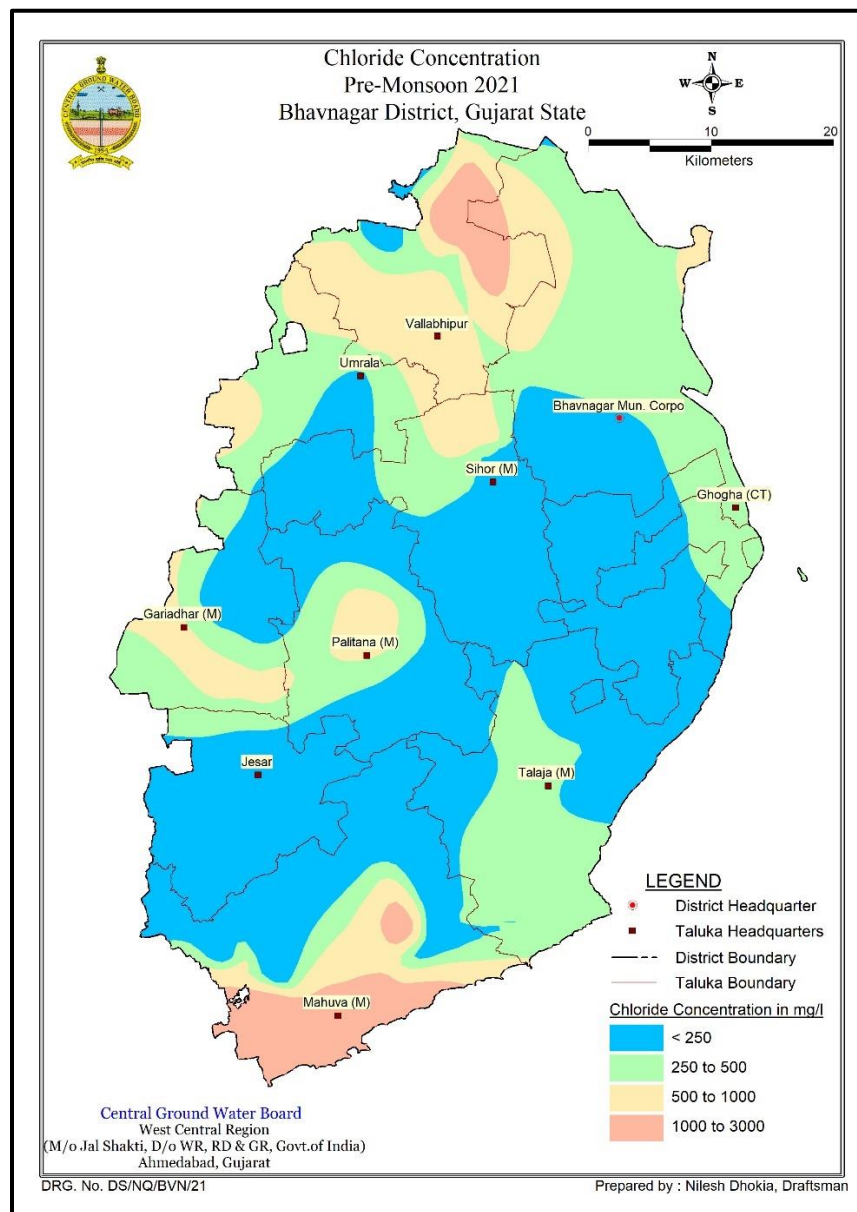 Chloride Concentration
Pre-Monsoon 2021
Bhavnagar District, Gujarat State
CENTRAL GROUND WATER BOARD
N
W E
S
0 10 20
Kilometers
Vallabhipur
Umrala
Bhavnagar Mun. Corpo
Sihor (M)
Ghogha (CT)
Gariadhar (M)
Palitana (M)
Jesar
Talaja (M)
Mahuva (M)
LEGEND
District Headquarter
Taluka Headquarters
District Boundary
Taluka Boundary
Chloride Concentration in mg/l
< 250
250 to 500
500 to 1000
1000 to 3000
Central Ground Water Board
West Central Region
(M/o Jal Shakti, D/o WR, RD & GR, Govt.of India)
Ahmedabad, Gujarat
DRG. No. DS/NQ/BVN/21
Prepared by : Nilesh Dhokia, Draftsman